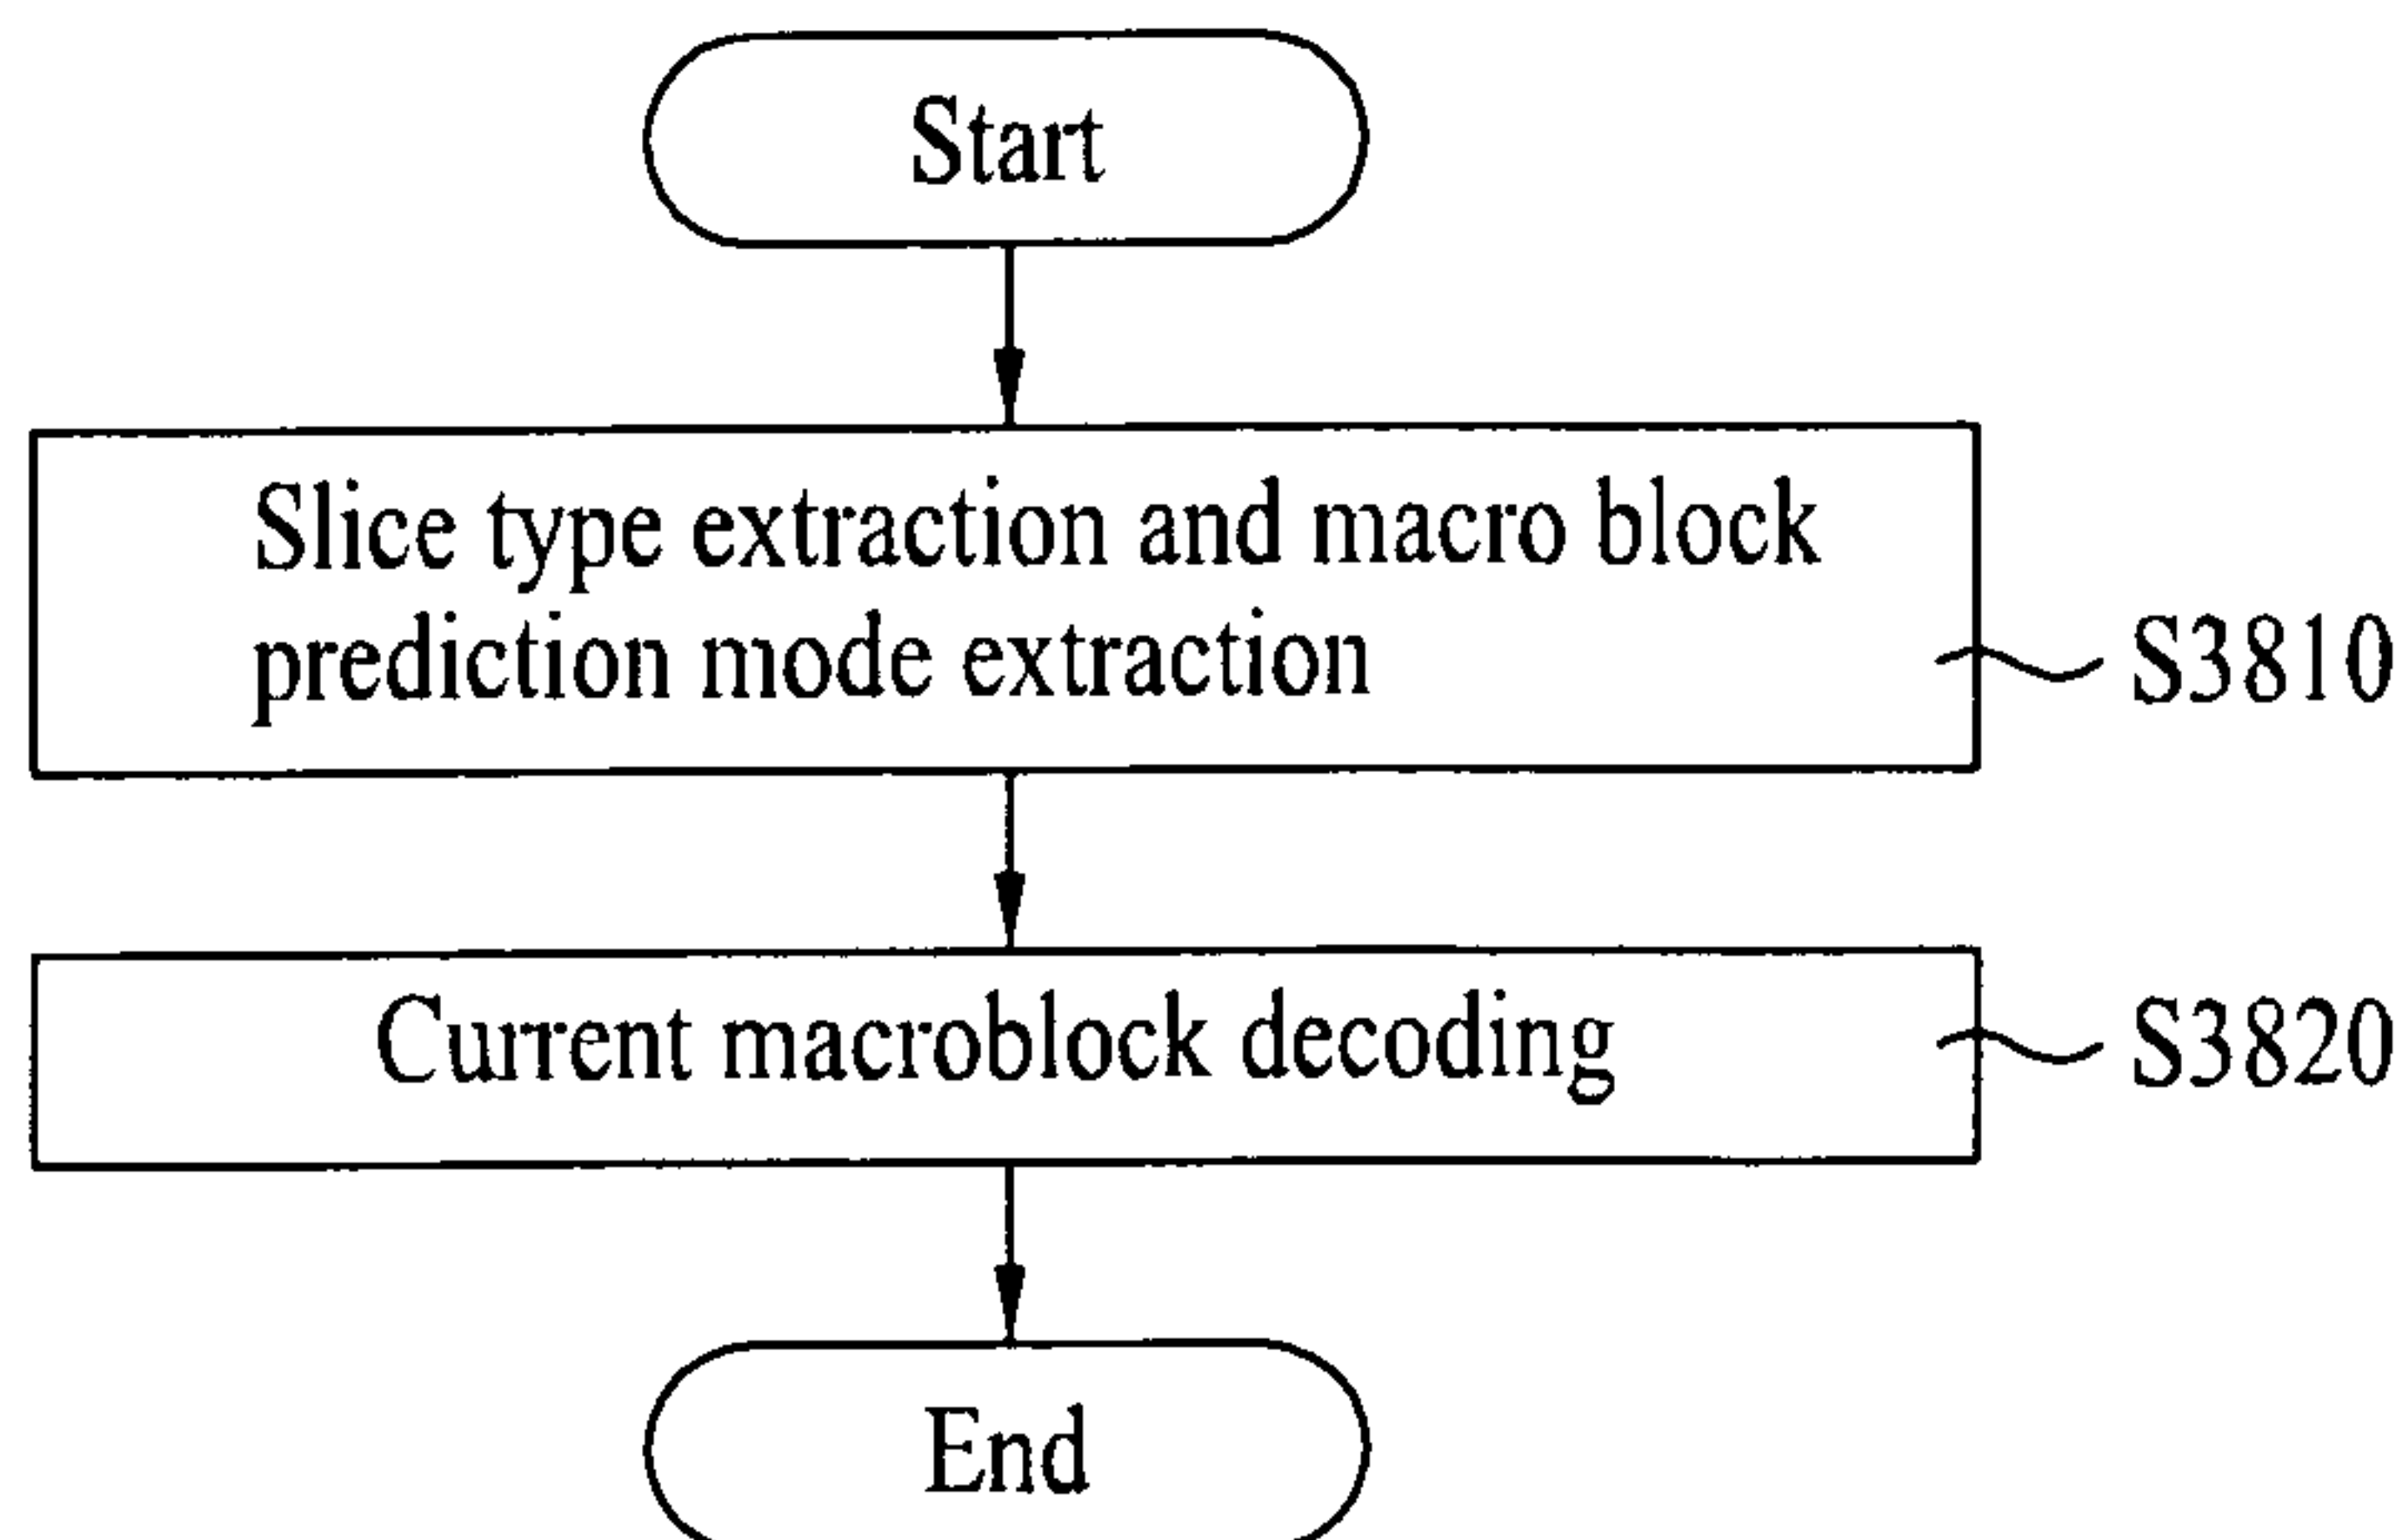 Start
Slice type extraction and macro block
prediction mode extraction
S3810
Current macroblock decoding
S3820
End